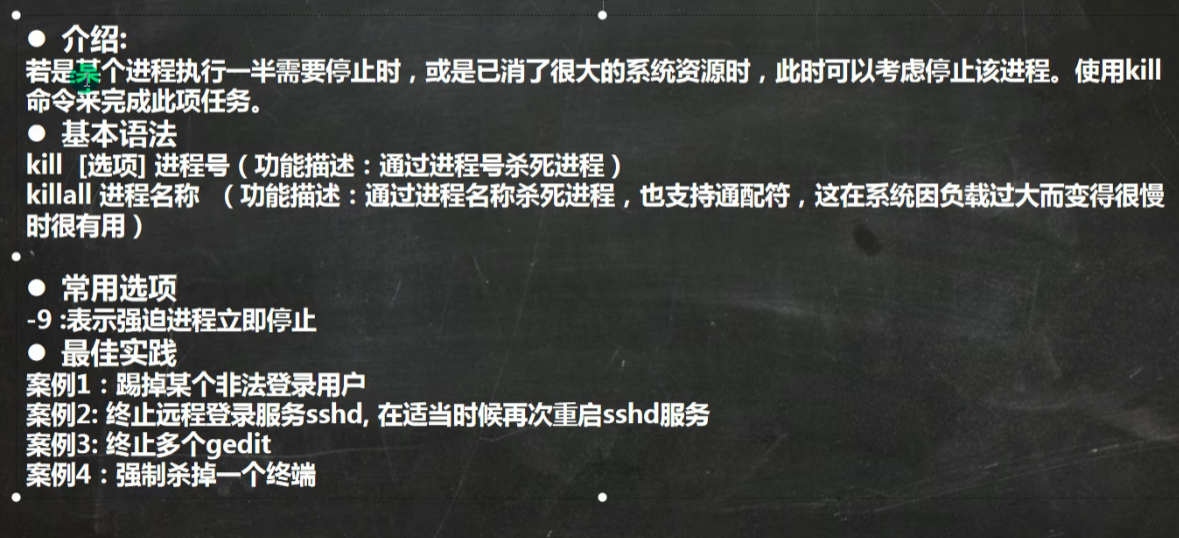 ● 介绍:
若是某个进程执行一半需要停止时，或是已消了很大的系统资源时，此时可以考虑停止该进程。使用kill
命令来完成此项任务。
● 基本语法
kill  [选项] 进程号（功能描述：通过进程号杀死进程）
killall 进程名称 （功能描述：通过进程名称杀死进程，也支持通配符，这在系统因负载过大而变得很慢
时很有用）
● 常用选项
-9 :表示强迫进程立即停止
● 最佳实践
案例1：踢掉某个非法登录用户
案例2: 终止远程登录服务sshd, 在适当时候再次重启sshd服务
案例3: 终止多个gedit
案例4：强制杀掉一个终端